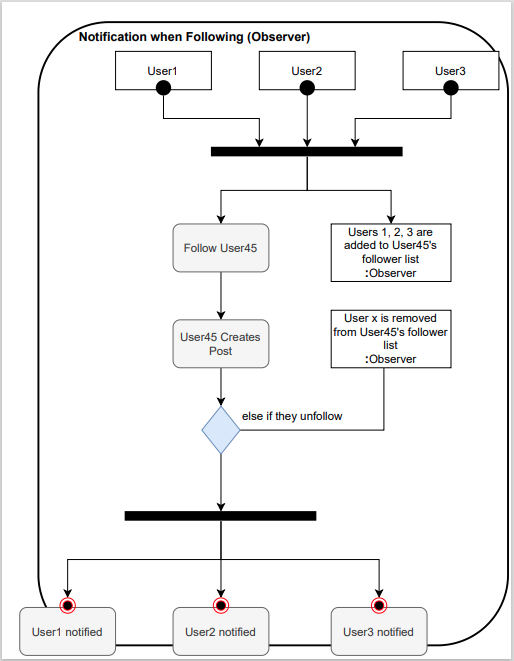 Notification when Following (Observer)
User1
User2
User3
Follow User45
Users 1, 2, 3 are
added to User45's
follower list
:Observer
User45 Creates
Post
User x is removed
from User45's follower
list
:Observer
else if they unfollow
User1 notified
User2 notified
User3 notified